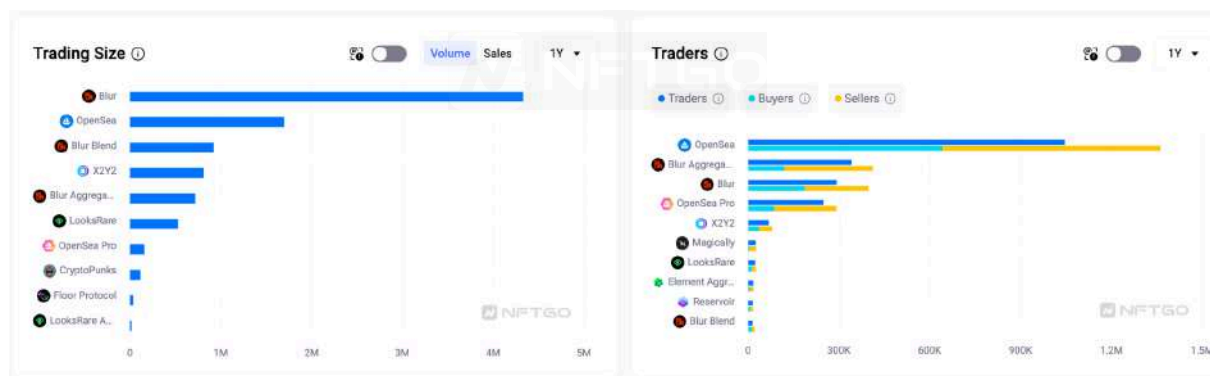 Trading Size
Volume Sales 1Y
Blur
OpenSea
Blur Blend
X2Y2
Blur Aggrega...
LooksRare
OpenSea Pro
CryptoPunks
Floor Protocol
LooksRare A...
0 1M 2M 3M 4M 5M
NFTGO
Traders
1Y
Traders Buyers Sellers
OpenSea
Blur Aggrega...
Blur
OpenSea Pro
X2Y2
Magically
LooksRare
Element Aggr...
Reservoir
Blur Blend
0 300K 600K 900K 1.2M 1.5M
NFTGO
NFTGO